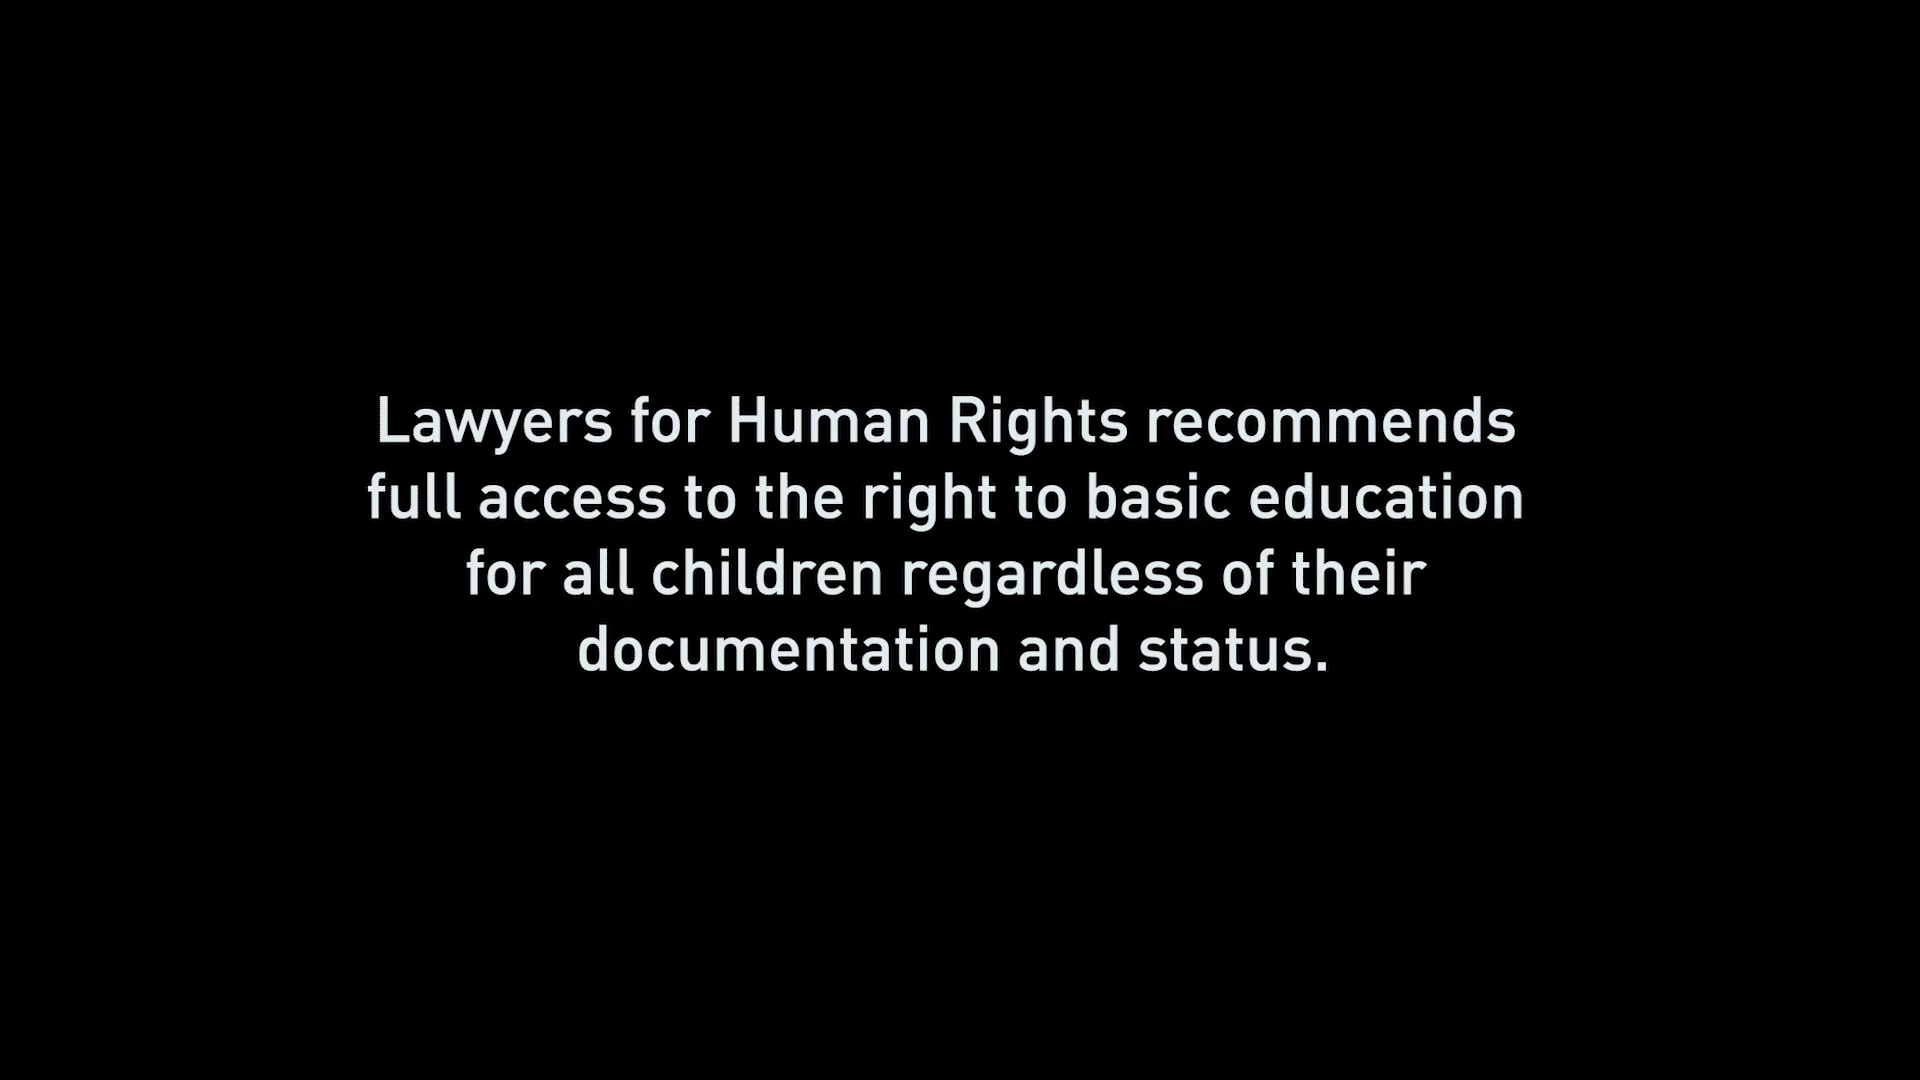 Lawyers for Human Rights recommends
full access to the right to basic education
for all children regardless of their
documentation and status.